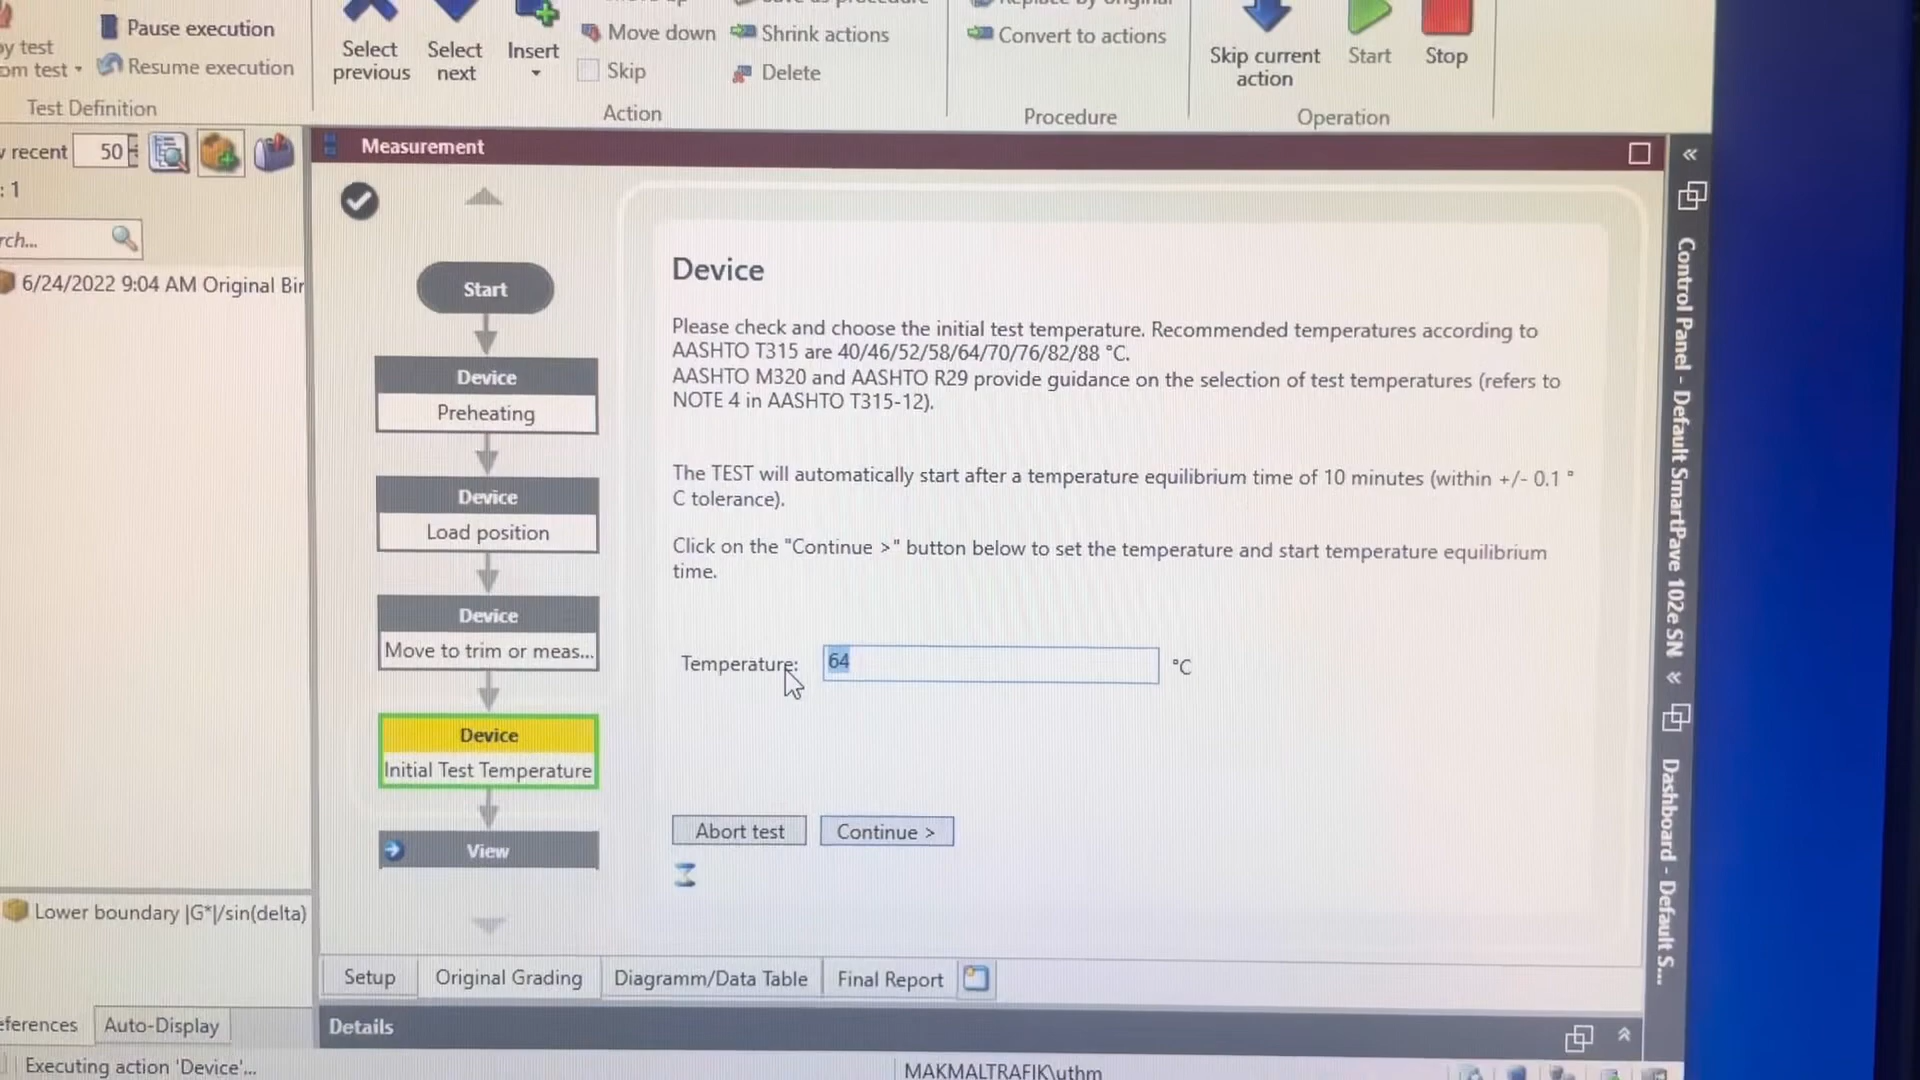 Pause execution
Resume execution
Test Definition
Select previous
Select next
Insert
Move down
Skip
Shrink actions
Delete
Action
Convert to actions
Procedure
Skip current action
Start
Stop
Operation
recent 50
: 1
Measurement
6/24/2022 9:04 AM Original Bir
Start
Device
Preheating
Device
Load position
Device
Move to trim or meas...
Device
Initial Test Temperature
View
Device
Please check and choose the initial test temperature. Recommended temperatures according to
AASHTO T315 are 40/46/52/58/64/70/76/82/88 °C.
AASHTO M320 and AASHTO R29 provide guidance on the selection of test temperatures (refers to
NOTE 4 in AASHTO T315-12).
The TEST will automatically start after a temperature equilibrium time of 10 minutes (within +/- 0.1 °
C tolerance).
Click on the "Continue >" button below to set the temperature and start temperature equilibrium
time.
Temperature: 64 °C
Abort test Continue >
Control Panel - Default SmartPave 102e SN
Dashboard - Default S...
Lower boundary |G*|/sin(delta)
Setup Original Grading Diagramm/Data Table Final Report
Auto-Display
Details
Executing action 'Device'...
MAKMALTRAFIK\uthm